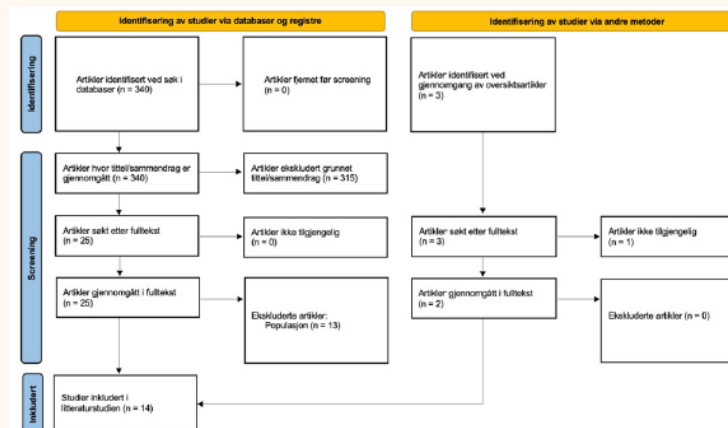 Identifisering av studier via databaser og registre
Identifisering av studier via andre metoder
Identifisering
Artikler identifisert ved søk i
databaser (n = 340)
Artikler fjernet før screening
(n = 0)
Artikler identifisert ved
gjennomgang av oversiktsartikler
(n = 3)
Screening
Artikler hvor tittel/sammendrag er
gjennomgått (n = 340)
Artikler ekskludert grunnet
tittel/sammendrag (n = 315)
Artikler søkt etter fulltekst
(n = 25)
Artikler ikke tilgjengelig
(n = 0)
Artikler søkt etter fulltekst
(n = 3)
Artikler ikke tilgjengelig
(n = 1)
Artikler gjennomgått i fulltekst
(n = 25)
Ekskluderte artikler:
Populasjon (n = 13)
Artikler gjennomgått i fulltekst
(n = 2)
Ekskluderte artikler (n = 0)
Inkludert
Studier inkludert i
litteraturstudien (n = 14)